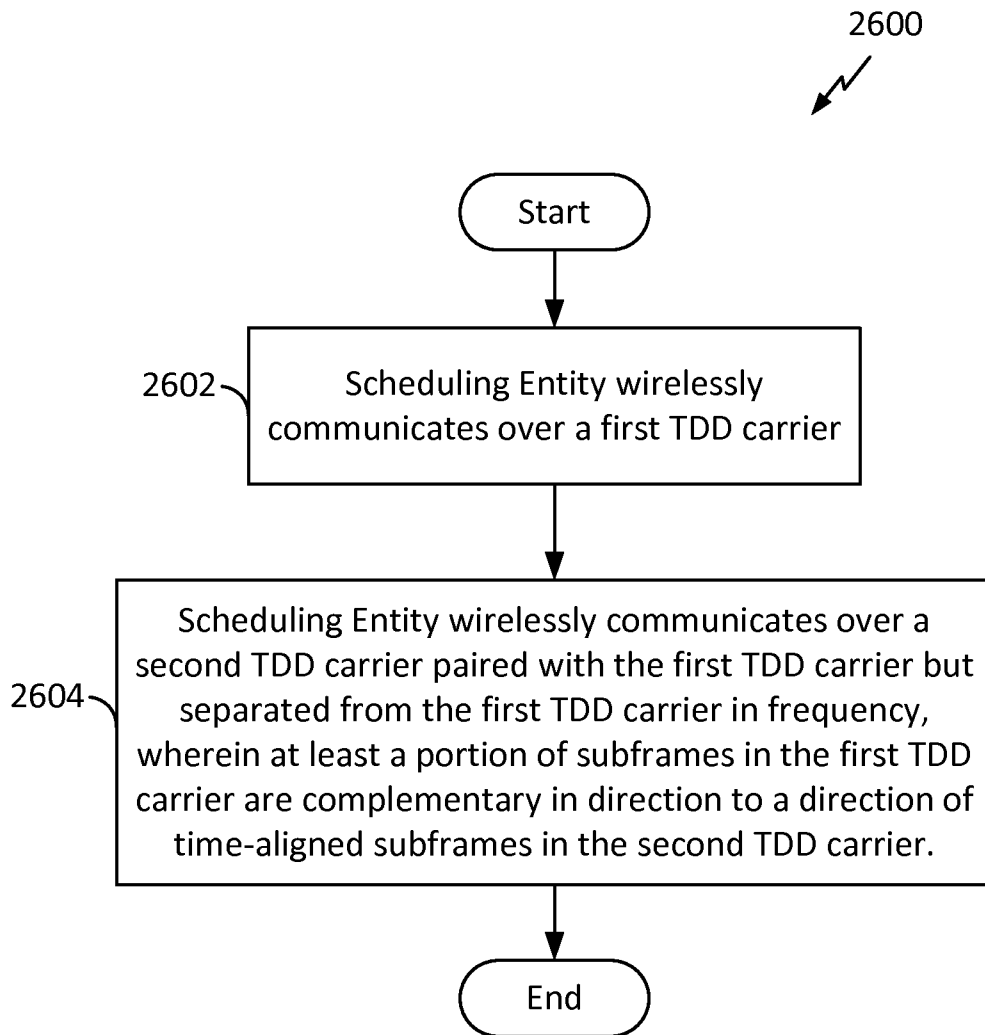 2600
Start
2602
Scheduling Entity wirelessly
communicates over a first TDD carrier
2604
Scheduling Entity wirelessly communicates over a
second TDD carrier paired with the first TDD carrier but
separated from the first TDD carrier in frequency,
wherein at least a portion of subframes in the first TDD
carrier are complementary in direction to a direction of
time-aligned subframes in the second TDD carrier.
End